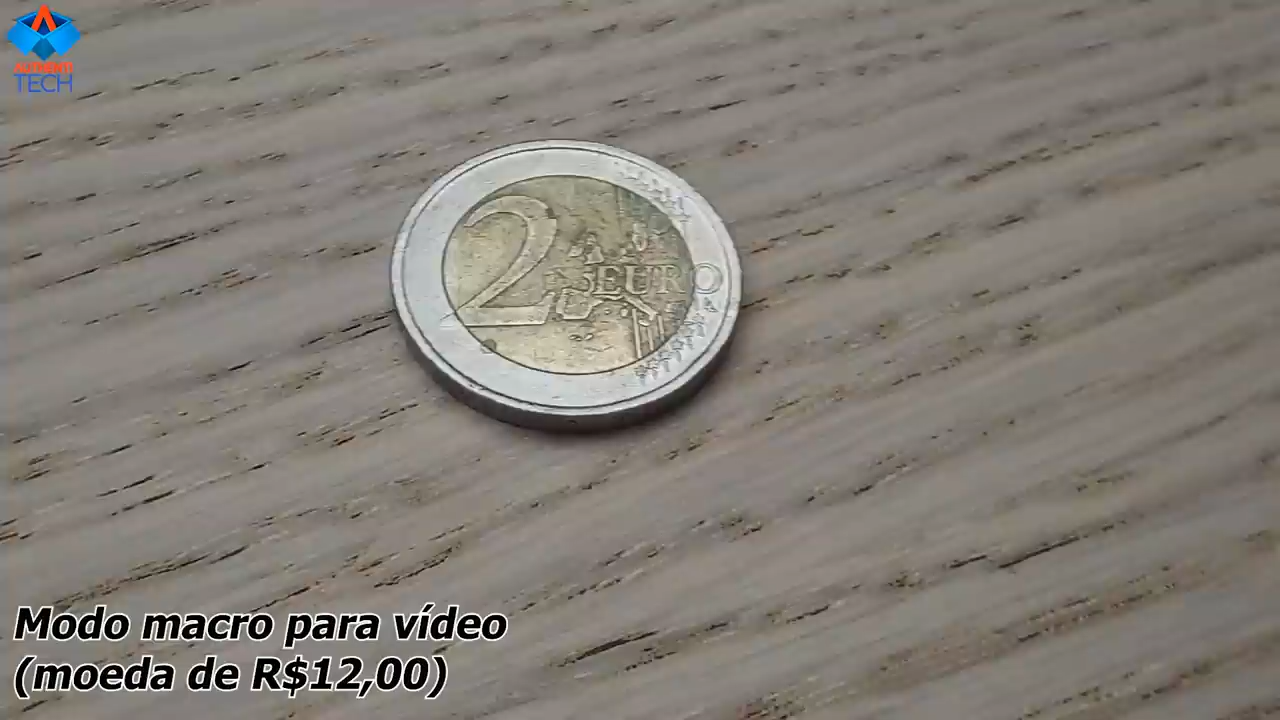 AUTHENTI
TECH
2
EURO
Modo macro para vídeo
(moeda de R$12,00)